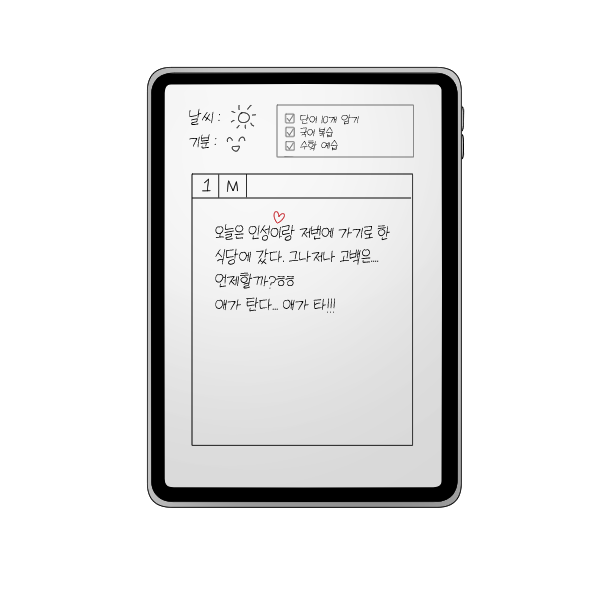 날씨 :
기분 :
단어 10개 암기
국어 복습
수학 예습
1 M
오늘은 인성이랑 저번에 가기로 한
식당에 갔다. 그나저나 고백은...
언제할까?ㅎㅎ
애가 탄다... 애가 타!!!